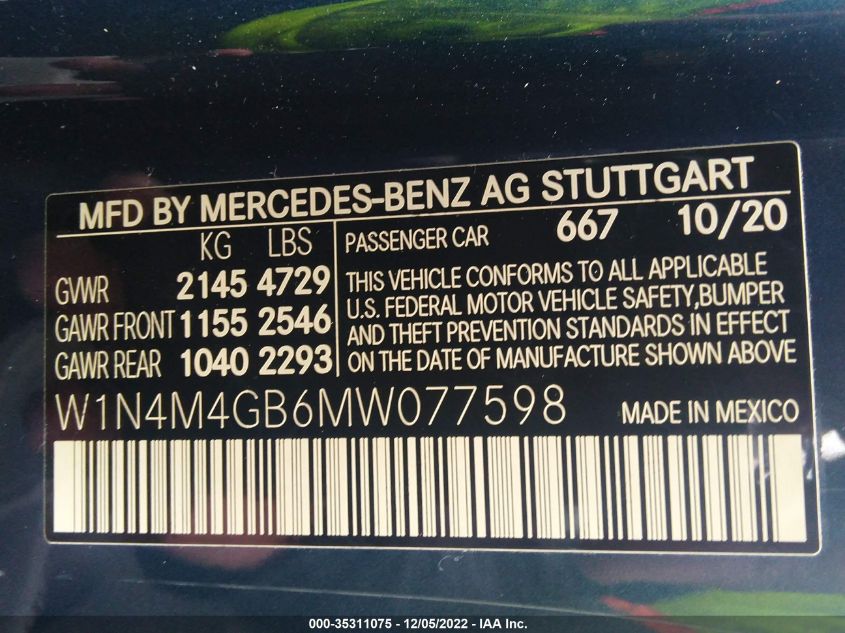 MFD BY MERCEDES-BENZ AG STUTTGART
KG LBS
GVWR 2145 4729
GAWR FRONT 1155 2546
GAWR REAR 1040 2293
PASSENGER CAR 667 10/20
THIS VEHICLE CONFORMS TO ALL APPLICABLE
U.S. FEDERAL MOTOR VEHICLE SAFETY,BUMPER
AND THEFT PREVENTION STANDARDS IN EFFECT
ON THE DATE OF MANUFACTURE SHOWN ABOVE
W1N4M4GB6MW077598 MADE IN MEXICO
000-35311075 - 12/05/2022 - IAA Inc.